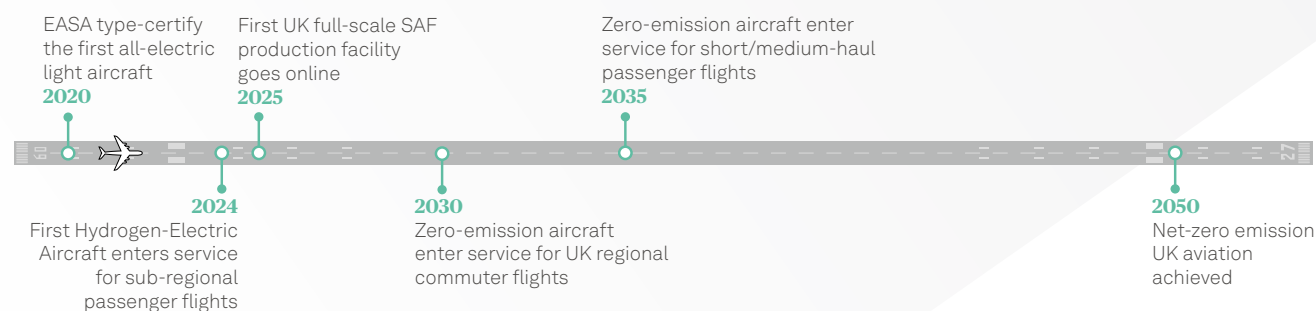 EASA type-certify
the first all-electric
light aircraft
2020
First UK full-scale SAF
production facility
goes online
2025
Zero-emission aircraft enter
service for short/medium-haul
passenger flights
2035
09
27
2024
First Hydrogen-Electric
Aircraft enters service
for sub-regional
passenger flights
2030
Zero-emission aircraft
enter service for UK regional
commuter flights
2050
Net-zero emission
UK aviation
achieved